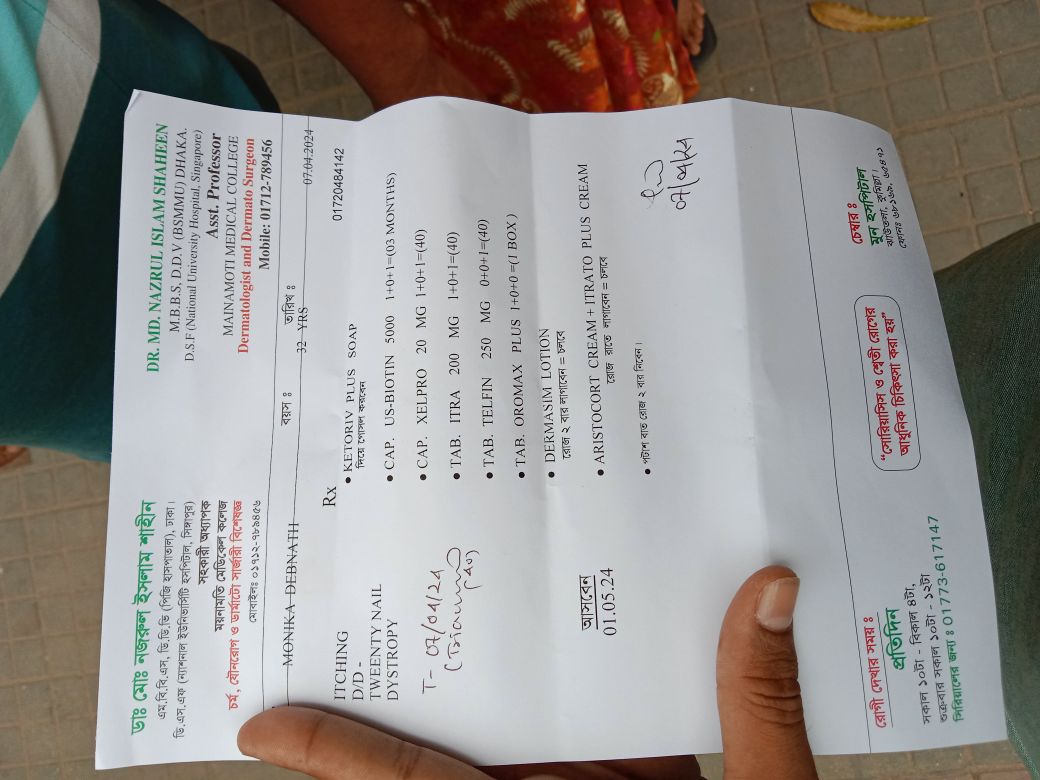 ডাঃ মোঃ নজরুল ইসলাম শাহীন
এম.বি.বি.এস, ডি.ডি.ভি (পিজি হাসপাতাল), ঢাকা।
ডি.এস.এফ (ন্যাশনাল ইউনিভার্সিটি হসপিটাল, সিঙ্গাপুর)
সহকারী অধ্যাপক
ময়নামতি মেডিকেল কলেজ
চর্ম, যৌনরোগ ও ডার্মাটো সার্জারী বিশেষজ্ঞ
মোবাইলঃ ০১৭১২-৭৮৯৪৫৬
DR. MD. NAZRUL ISLAM SHAHEEN
M.B.B.S, D.D.V (BSMMU) DHAKA.
D.S.F (National University Hospital, Singapore)
Asst. Professor
MAINAMOTI MEDICAL COLLEGE
Dermatologist and Dermato Surgeon
Mobile: 01712-789456
MONIKA DEBNATH বয়স : 32 YRS তারিখ : 07.04.2024
01720484142
ITCHING
D/D -
TWEENTY NAIL
DYSTROPY
T- 07/04/24
(40)
আসবেন
01.05.24
Rx
• KETORIV PLUS SOAP
দিয়ে গোসল করবেন
• CAP. US-BIOTIN 5000 1+0+1=(03 MONTHS)
• CAP. XELPRO 20 MG 1+0+1=(40)
• TAB. ITRA 200 MG 1+0+1=(40)
• TAB. TELFIN 250 MG 0+0+1=(40)
• TAB. OROMAX PLUS 1+0+0 =(1 BOX )
• DERMASIM LOTION
রোজ ২ বার লাগাবেন = চলবে
• ARISTOCORT CREAM + ITRATO PLUS CREAM
রোজ রাতে লাগাবেন = চলবে
• পটাশ বাত রোজ ২ বার নিবেন।
07/04/24
রোগী দেখার সময় :
প্রতিদিন
সকাল ১০টা - বিকাল ৪টা,
শুক্রবার সকাল ১০টা - ১২টা
সিরিয়ালের জন্য : 01773-617147
“সোরিয়াসিস ও শ্বেতী রোগের
আধুনিক চিকিৎসা করা হয়”
চেম্বার :
মুন হসপিটাল
ঝাউতলা, কুমিল্লা।
ফোনঃ ৬৮১৬৯, ৬৫৪৭১